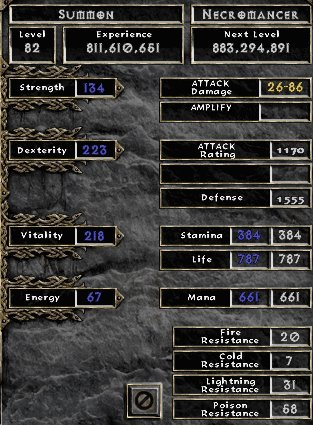 Summon Necromancer
Level Experience Next Level
82 811,610,651 883,294,891
Strength 134
ATTACK
Damage 26-86
AMPLIFY
Dexterity 223
ATTACK
Rating 1170
Defense 1555
Vitality 218
Stamina 384 384
Life 787 787
Energy 67
Mana 661 661
Fire
Resistance 20
Cold
Resistance 7
Lightning
Resistance 31
Poison
Resistance 68